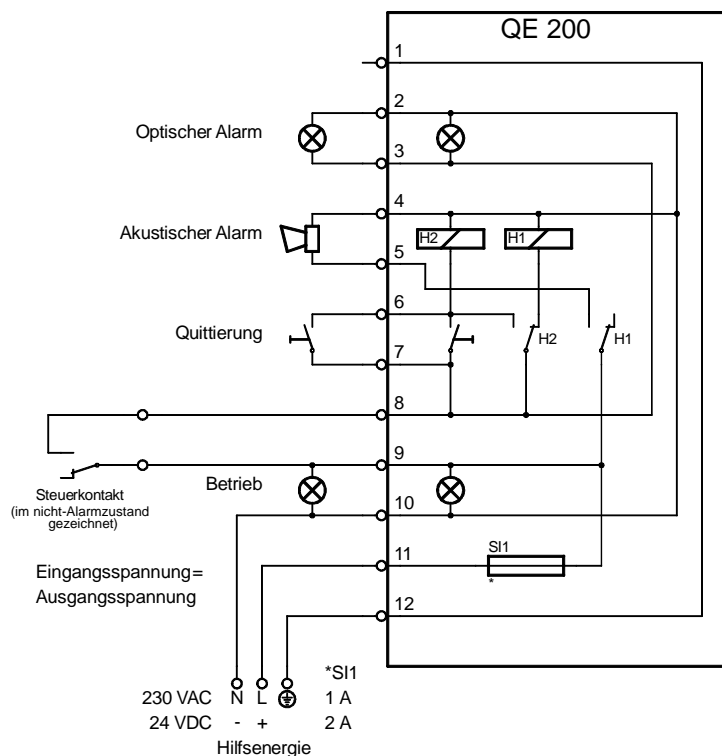 QE 200
1
2
Optischer Alarm
3
4
Akustischer Alarm
H2
H1
5
6
Quittierung
H2
H1
7
8
9
Steuerkontakt
(im nicht-Alarmzustand
gezeichnet)
Betrieb
10
11
SI1
*
Eingangsspannung=
Ausgangsspannung
12
*SI1
230 VAC N L 1 A
24 VDC - + 2 A
Hilfsenergie